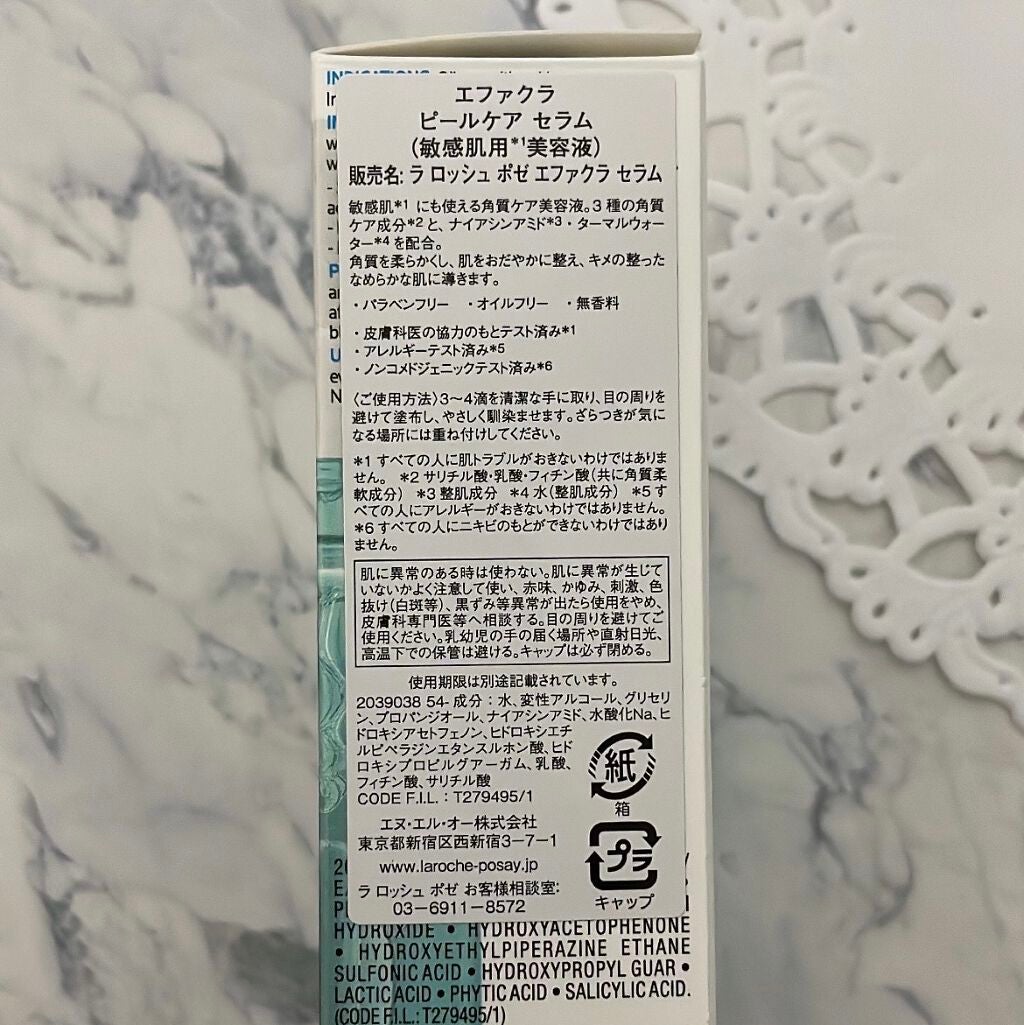 エファクラ
ピールケア セラム
(敏感肌用*1美容液)
販売名: ラ ロッシュ ポゼ エファクラ セラム
敏感肌*1 にも使える角質ケア美容液。3 種の角質
ケア成分*2 と、ナイアシンアミド*3・ターマルウォー
ター*4 を配合。
角質を柔らかくし、肌をおだやかに整え、キメの整った
なめらかな肌に導きます。
・パラベンフリー ・オイルフリー ・無香料
・皮膚科医の協力のもとテスト済み*1
・アレルギーテスト済み*5
・ノンコメドジェニックテスト済み*6
〈ご使用方法〉3〜4滴を清潔な手に取り、目の周りを
避けて塗布し、やさしく馴染ませます。ざらつきが気に
なる場所には重ね付けしてください。
*1 すべての人に肌トラブルがおきないわけではありま
せん。 *2 サリチル酸・乳酸・フィチン酸(共に角質柔
軟成分) *3 整肌成分 *4 水(整肌成分) *5 す
べての人にアレルギーがおきないわけではありません。
*6 すべての人にニキビのもとができないわけではあり
ません。
肌に異常のある時は使わない。肌に異常が生じて
いないかよく注意して使い、赤味、かゆみ、刺激、色
抜け(白斑等)、黒ずみ等異常が出たら使用をやめ、
皮膚科専門医等へ相談する。目の周りを避けてご
使用ください。乳幼児の手の届く場所や直射日光、
高温下での保管は避ける。キャップは必ず閉める。
使用期限は別途記載されています。
2039038 54- 成分 : 水、変性アルコール、グリセリ
ン、プロパンジオール、ナイアシンアミド、水酸化Na、ヒ
ドロキシアセトフェノン、ヒドロキシエチ
ルピペラジンエタンスルホン酸、ヒド
ロキシプロピルグアーガム、乳酸、
フィチン酸、サリチル酸
CODE F.I.L. : T279495/1
紙
箱
エヌ・エル・オー株式会社
東京都新宿区西新宿3-7-1
www.laroche-posay.jp
ラ ロッシュ ポゼ お客様相談室:
03-6911-8572
プラ
キャップ
HYDROXIDE • HYDROXYACETOPHENONE
• HYDROXYETHYLPIPERAZINE ETHANE
SULFONIC ACID • HYDROXYPROPYL GUAR •
LACTIC ACID • PHYTIC ACID • SALICYLIC ACID.
(CODE F.I.L.: T279495/1)